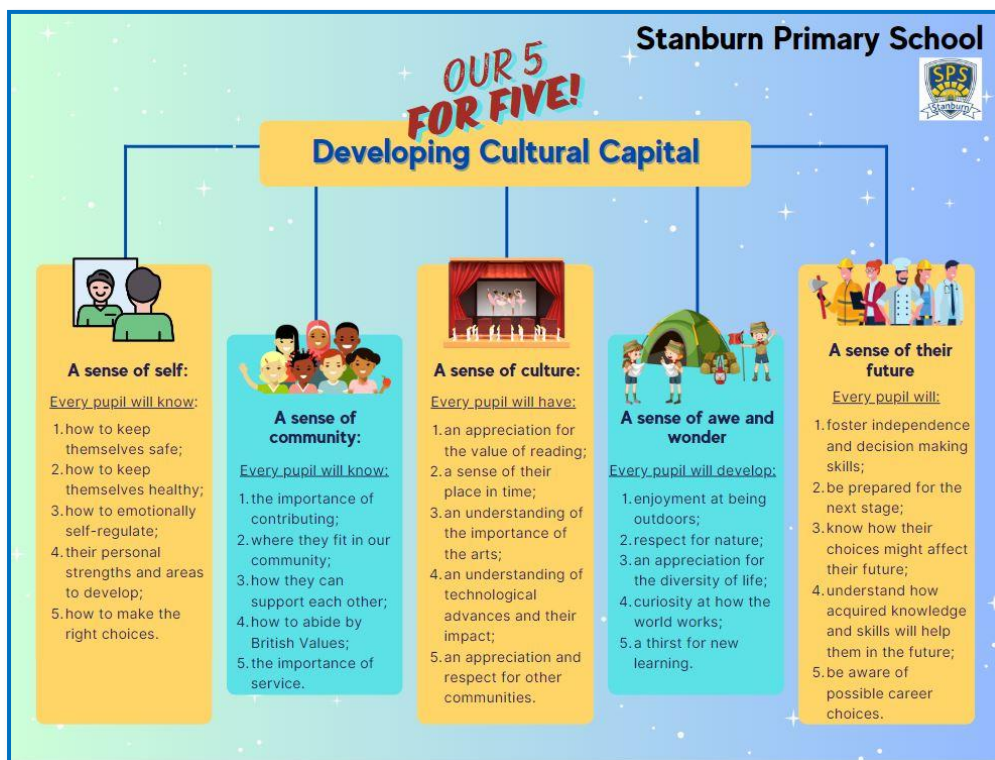 Stanburn Primary School
SPS
Stanburn
OUR 5
FOR FIVE!
Developing Cultural Capital
A sense of self:
Every pupil will know:
1. how to keep
themselves safe;
2. how to keep
themselves healthy;
3. how to emotionally
self-regulate;
4. their personal
strengths and areas
to develop;
5. how to make the
right choices.
A sense of
community:
Every pupil will know:
1. the importance of
contributing;
2. where they fit in our
community;
3. how they can
support each other;
4. how to abide by
British Values;
5. the importance of
service.
A sense of culture:
Every pupil will have:
1. an appreciation for
the value of reading;
2. a sense of their
place in time;
3. an understanding of
the importance of
the arts;
4. an understanding of
technological
advances and their
impact;
5. an appreciation and
respect for other
communities.
A sense of awe and
wonder
Every pupil will develop:
1. enjoyment at being
outdoors;
2. respect for nature;
3. an appreciation for
the diversity of life;
4. curiosity at how the
world works;
5. a thirst for new
learning.
A sense of their
future
Every pupil will:
1. foster independence
and decision making
skills;
2. be prepared for the
next stage;
3. know how their
choices might affect
their future;
4. understand how
acquired knowledge
and skills will help
them in the future;
5. be aware of
possible career
choices.